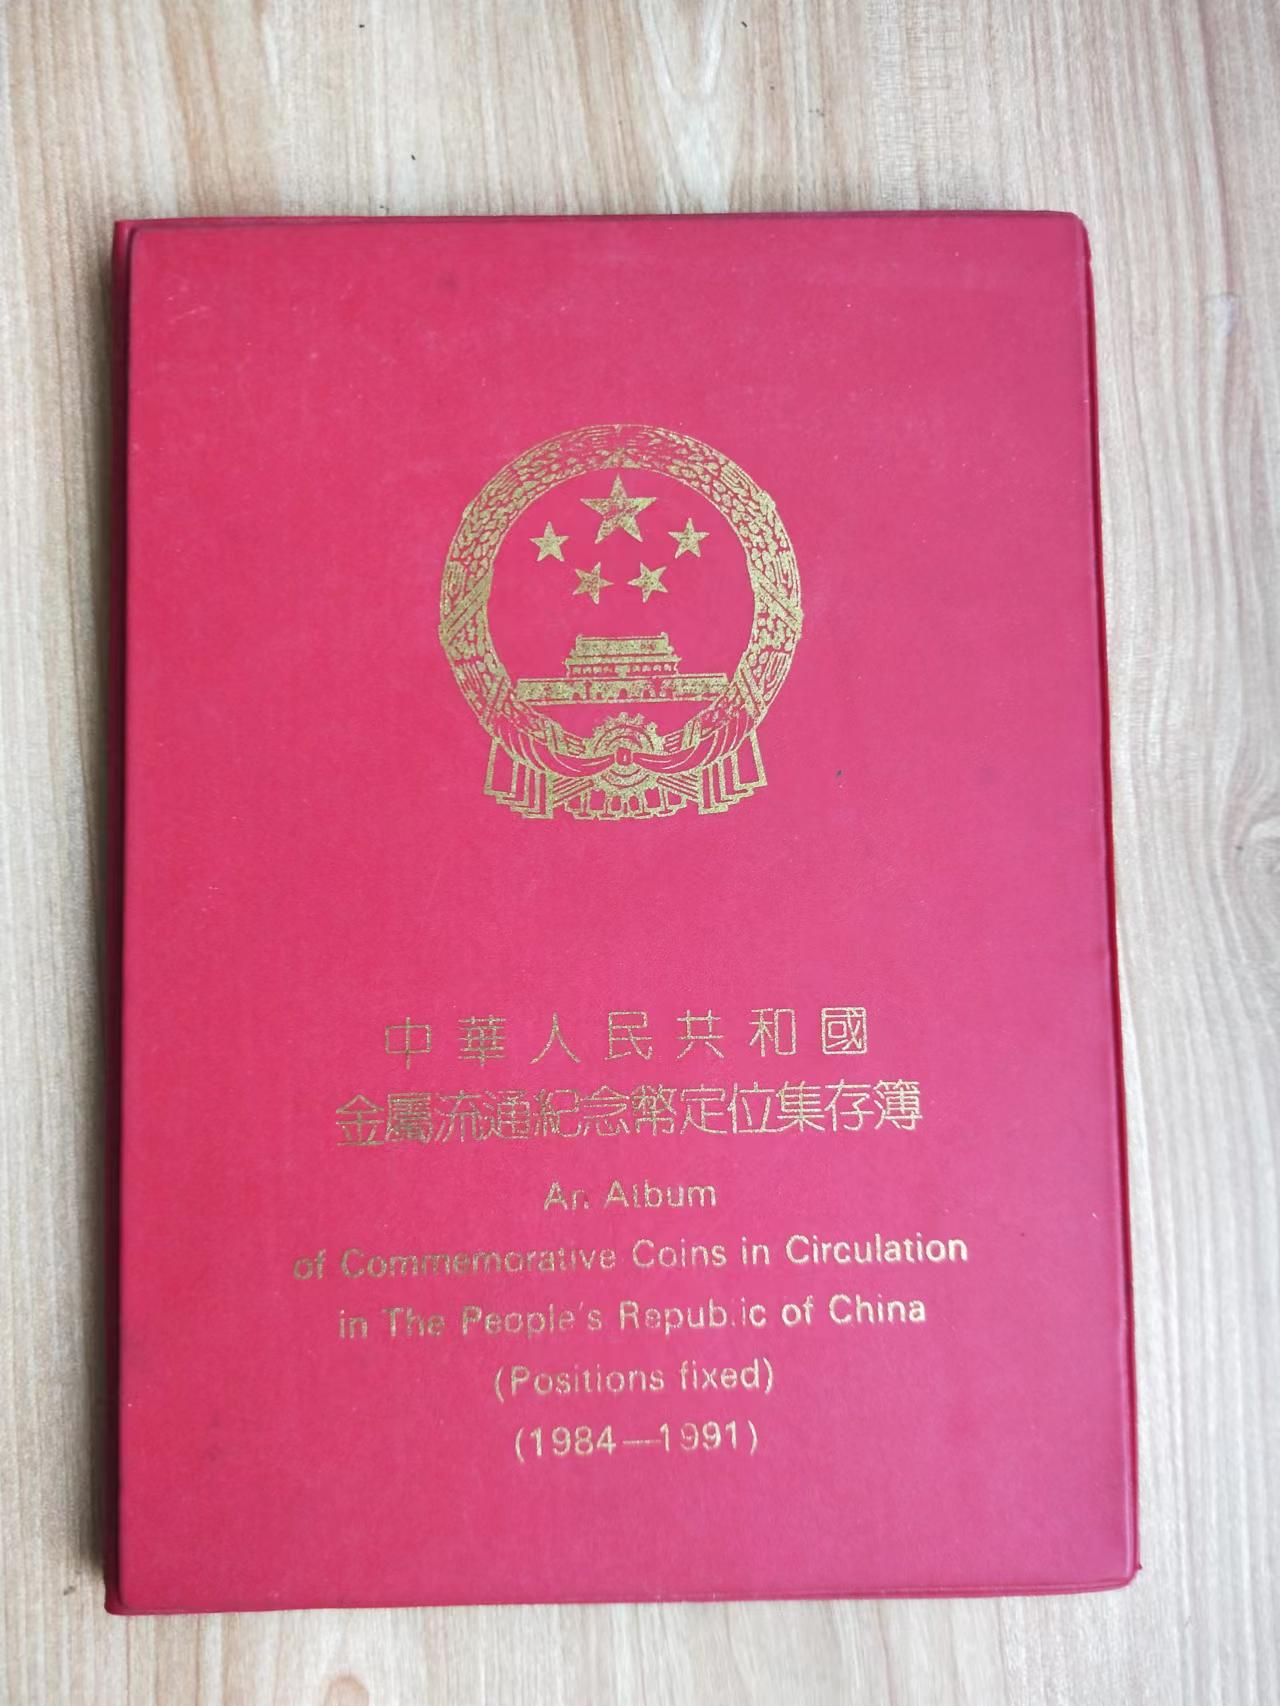 中華人民共和國
金屬流通紀念幣定位集存簿
An Album
of Commemorative Coins in Circulation
in The People's Republic of China
(Positions fixed)
(1984—1991)